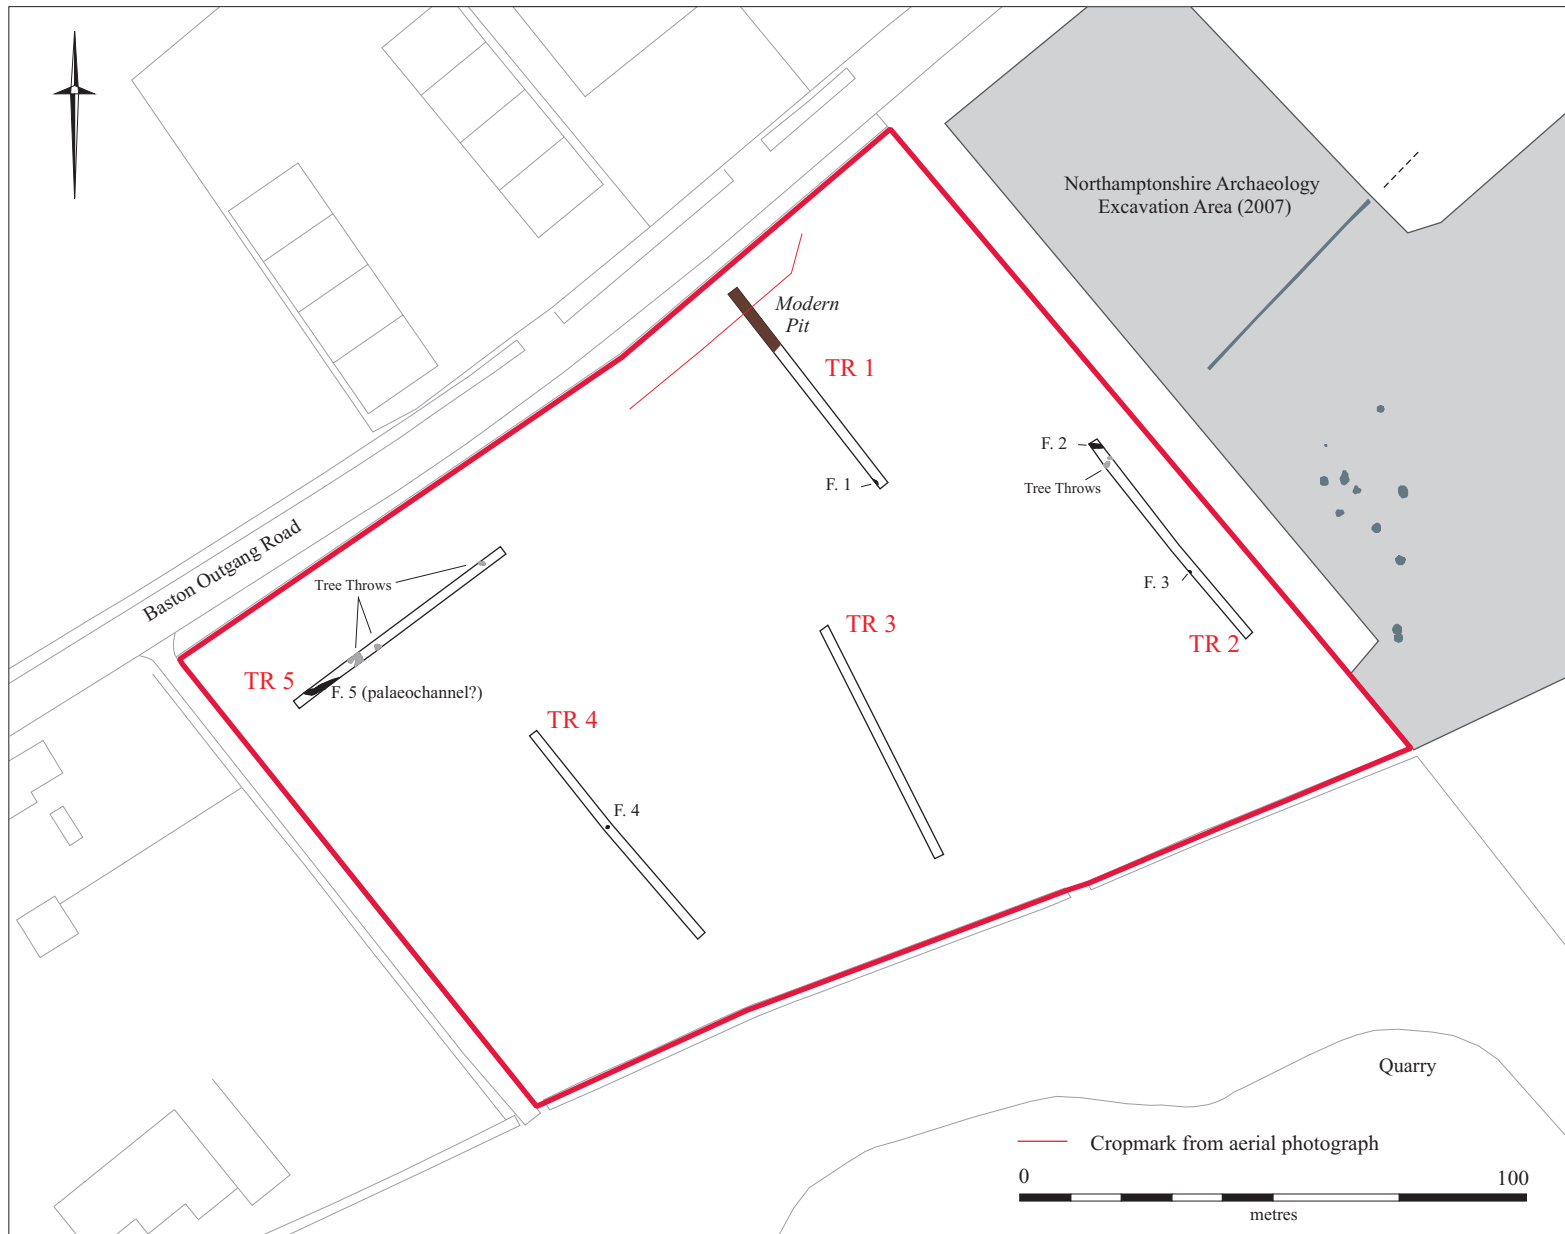 Northamptonshire Archaeology
Excavation Area (2007)
Modern
Pit
TR 1
F. 1
F. 2
Tree Throws
F. 3
TR 2
Baston Outgang Road
Tree Throws
TR 5
F. 5 (palaeochannel?)
TR 3
TR 4
F. 4
Quarry
Cropmark from aerial photograph
0
100
metres